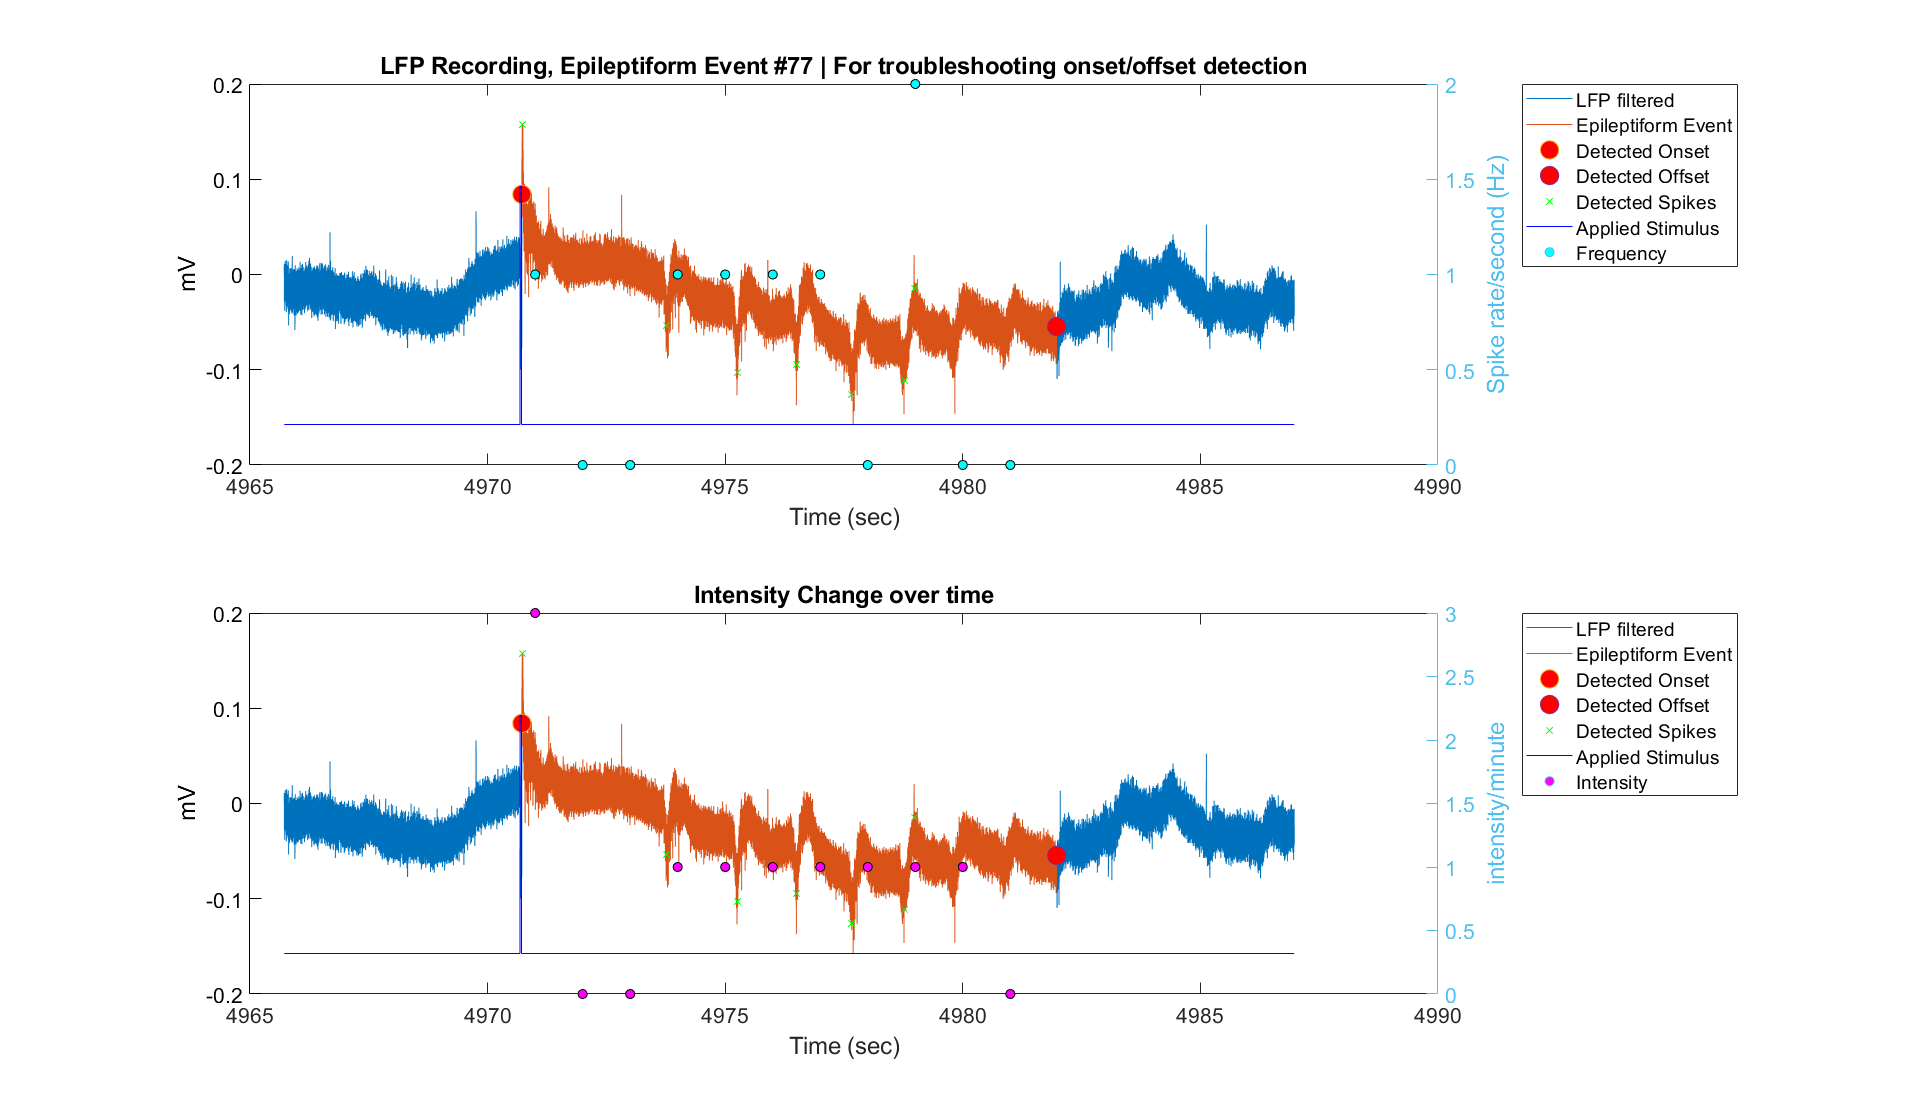 LFP Recording, Epileptiform Event #77 | For troubleshooting onset/offset detection
0.2
0.1
0
-0.1
-0.2
mV
4965
4970
4975
4980
4985
4990
Time (sec)
2
1.5
1
0.5
0
Spike rate/second (Hz)
LFP filtered
Epileptiform Event
Detected Onset
Detected Offset
Detected Spikes
Applied Stimulus
Frequency
Intensity Change over time
0.2
0.1
0
-0.1
-0.2
mV
4965
4970
4975
4980
4985
4990
Time (sec)
3
2.5
2
1.5
1
0.5
0
intensity/minute
LFP filtered
Epileptiform Event
Detected Onset
Detected Offset
Detected Spikes
Applied Stimulus
Intensity